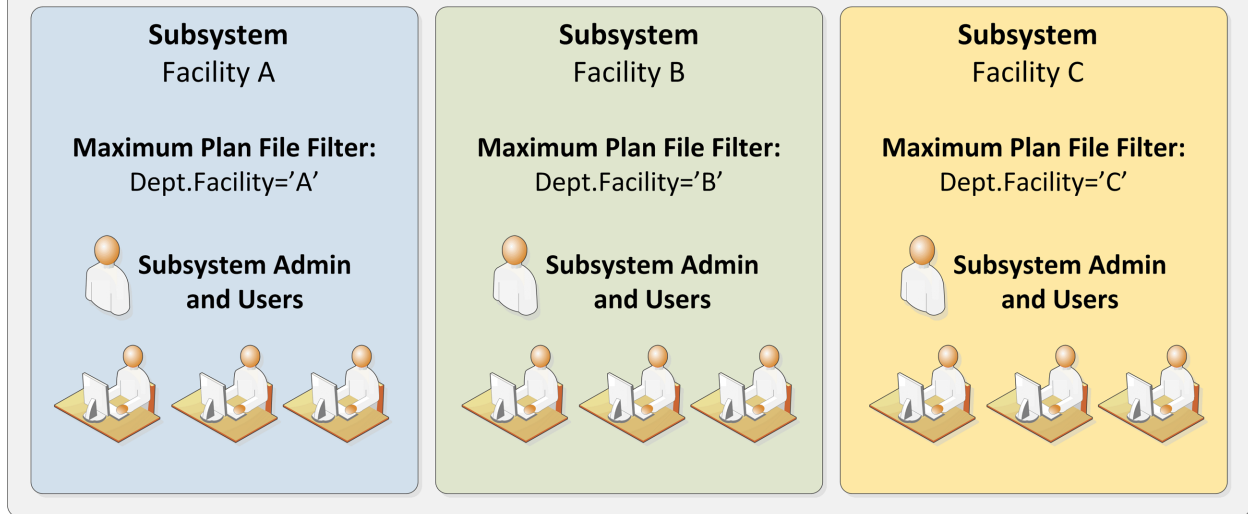 Subsystem
Facility A
Maximum Plan File Filter:
Dept.Facility=’A’
Subsystem Admin
and Users
Subsystem
Facility B
Maximum Plan File Filter:
Dept.Facility=’B’
Subsystem Admin
and Users
Subsystem
Facility C
Maximum Plan File Filter:
Dept.Facility=’C’
Subsystem Admin
and Users